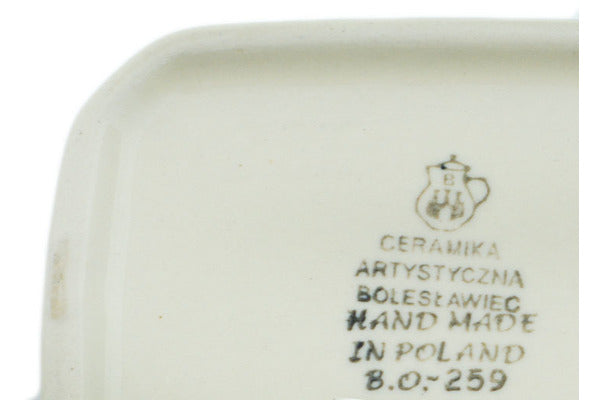 B
CERAMIKA
ARTYSTYCZNA
BOLESŁAWIEC
HAND MADE
IN POLAND
B.O.-259